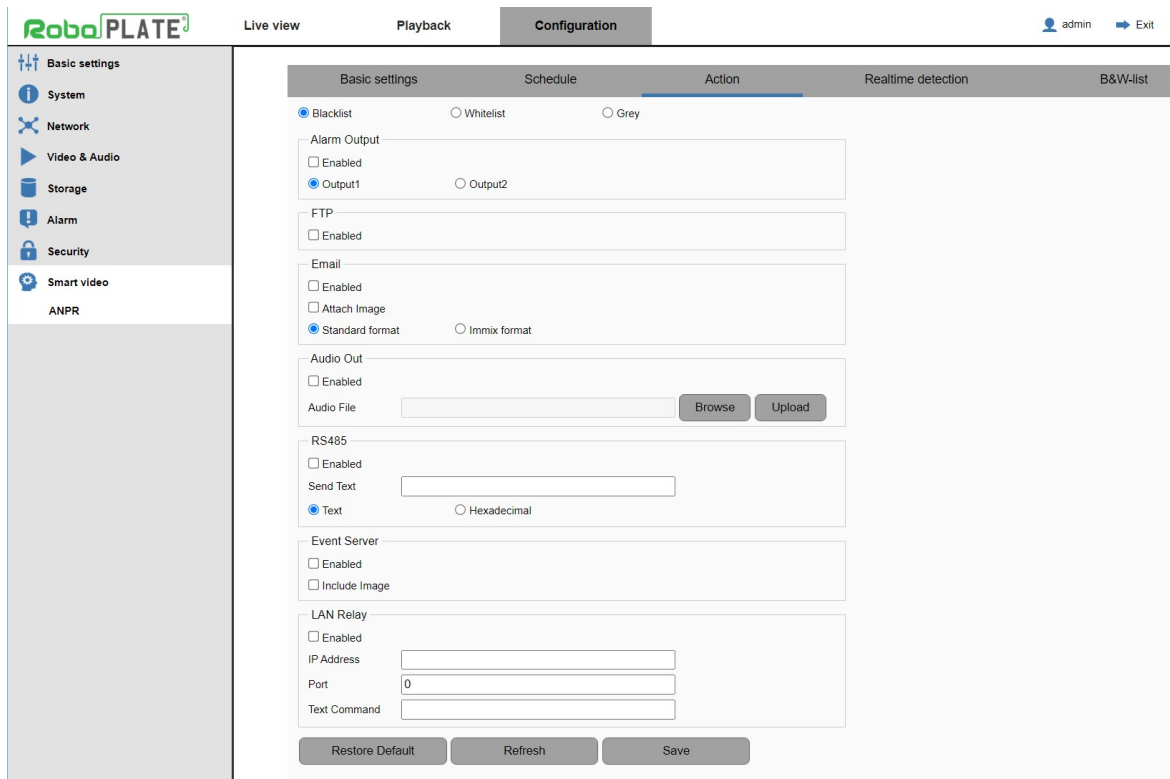 RoboPLATE®
Live view Playback Configuration admin Exit
Basic settings
System
Network
Video & Audio
Storage
Alarm
Security
Smart video
ANPR
Basic settings Schedule Action Realtime detection B&W-list
Blacklist Whitelist Grey
Alarm Output
Enabled
Output1 Output2
FTP
Enabled
Email
Enabled
Attach Image
Standard format Immix format
Audio Out
Enabled
Audio File Browse Upload
RS485
Enabled
Send Text
Text Hexadecimal
Event Server
Enabled
Include Image
LAN Relay
Enabled
IP Address
Port 0
Text Command
Restore Default Refresh Save